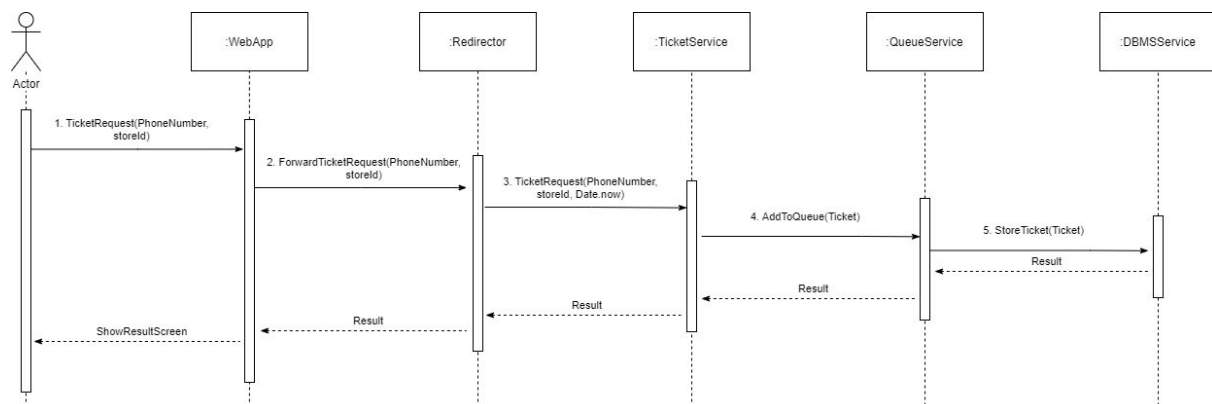 :WebApp
:Redirector
:TicketService
:QueueService
:DBMSService
Actor
1. TicketRequest(PhoneNumber,
storeId)
2. ForwardTicketRequest(PhoneNumber,
storeId)
3. TicketRequest(PhoneNumber,
storeId, Date.now)
4. AddToQueue(Ticket)
5. StoreTicket(Ticket)
Result
Result
Result
Result
ShowResultScreen